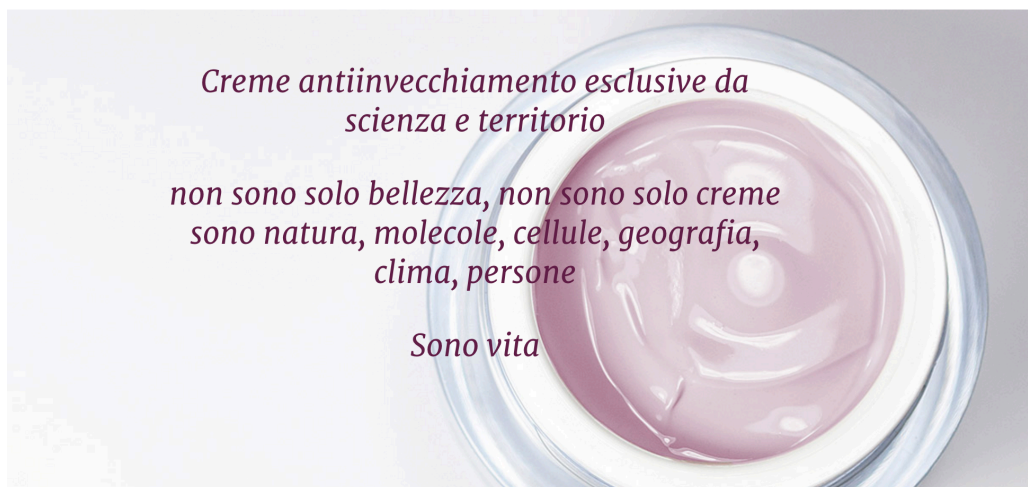 Creme antiinvecchiamento esclusive da
scienza e territorio
non sono solo bellezza, non sono solo creme
sono natura, molecole, cellule, geografia,
clima, persone
Sono vita